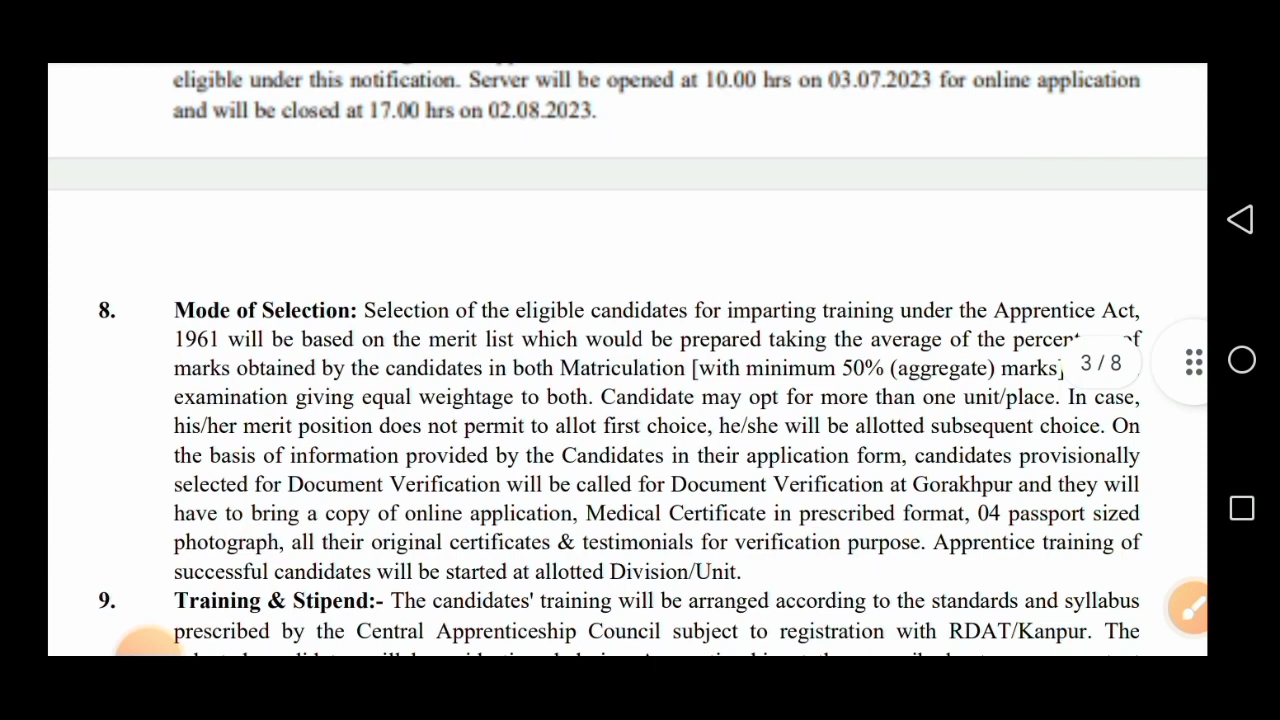 eligible under this notification. Server will be opened at 10.00 hrs on 03.07.2023 for online application
and will be closed at 17.00 hrs on 02.08.2023.
8. Mode of Selection: Selection of the eligible candidates for imparting training under the Apprentice Act,
1961 will be based on the merit list which would be prepared taking the average of the
marks obtained by the candidates in both Matriculation [with minimum 50% (aggregate) marks]
3 / 8
examination giving equal weightage to both. Candidate may opt for more than one unit/place. In case,
his/her merit position does not permit to allot first choice, he/she will be allotted subsequent choice. On
the basis of information provided by the Candidates in their application form, candidates provisionally
selected for Document Verification will be called for Document Verification at Gorakhpur and they will
have to bring a copy of online application, Medical Certificate in prescribed format, 04 passport sized
photograph, all their original certificates & testimonials for verification purpose. Apprentice training of
successful candidates will be started at allotted Division/Unit.
9. Training & Stipend:- The candidates' training will be arranged according to the standards and syllabus
prescribed by the Central Apprenticeship Council subject to registration with RDAT/Kanpur. The